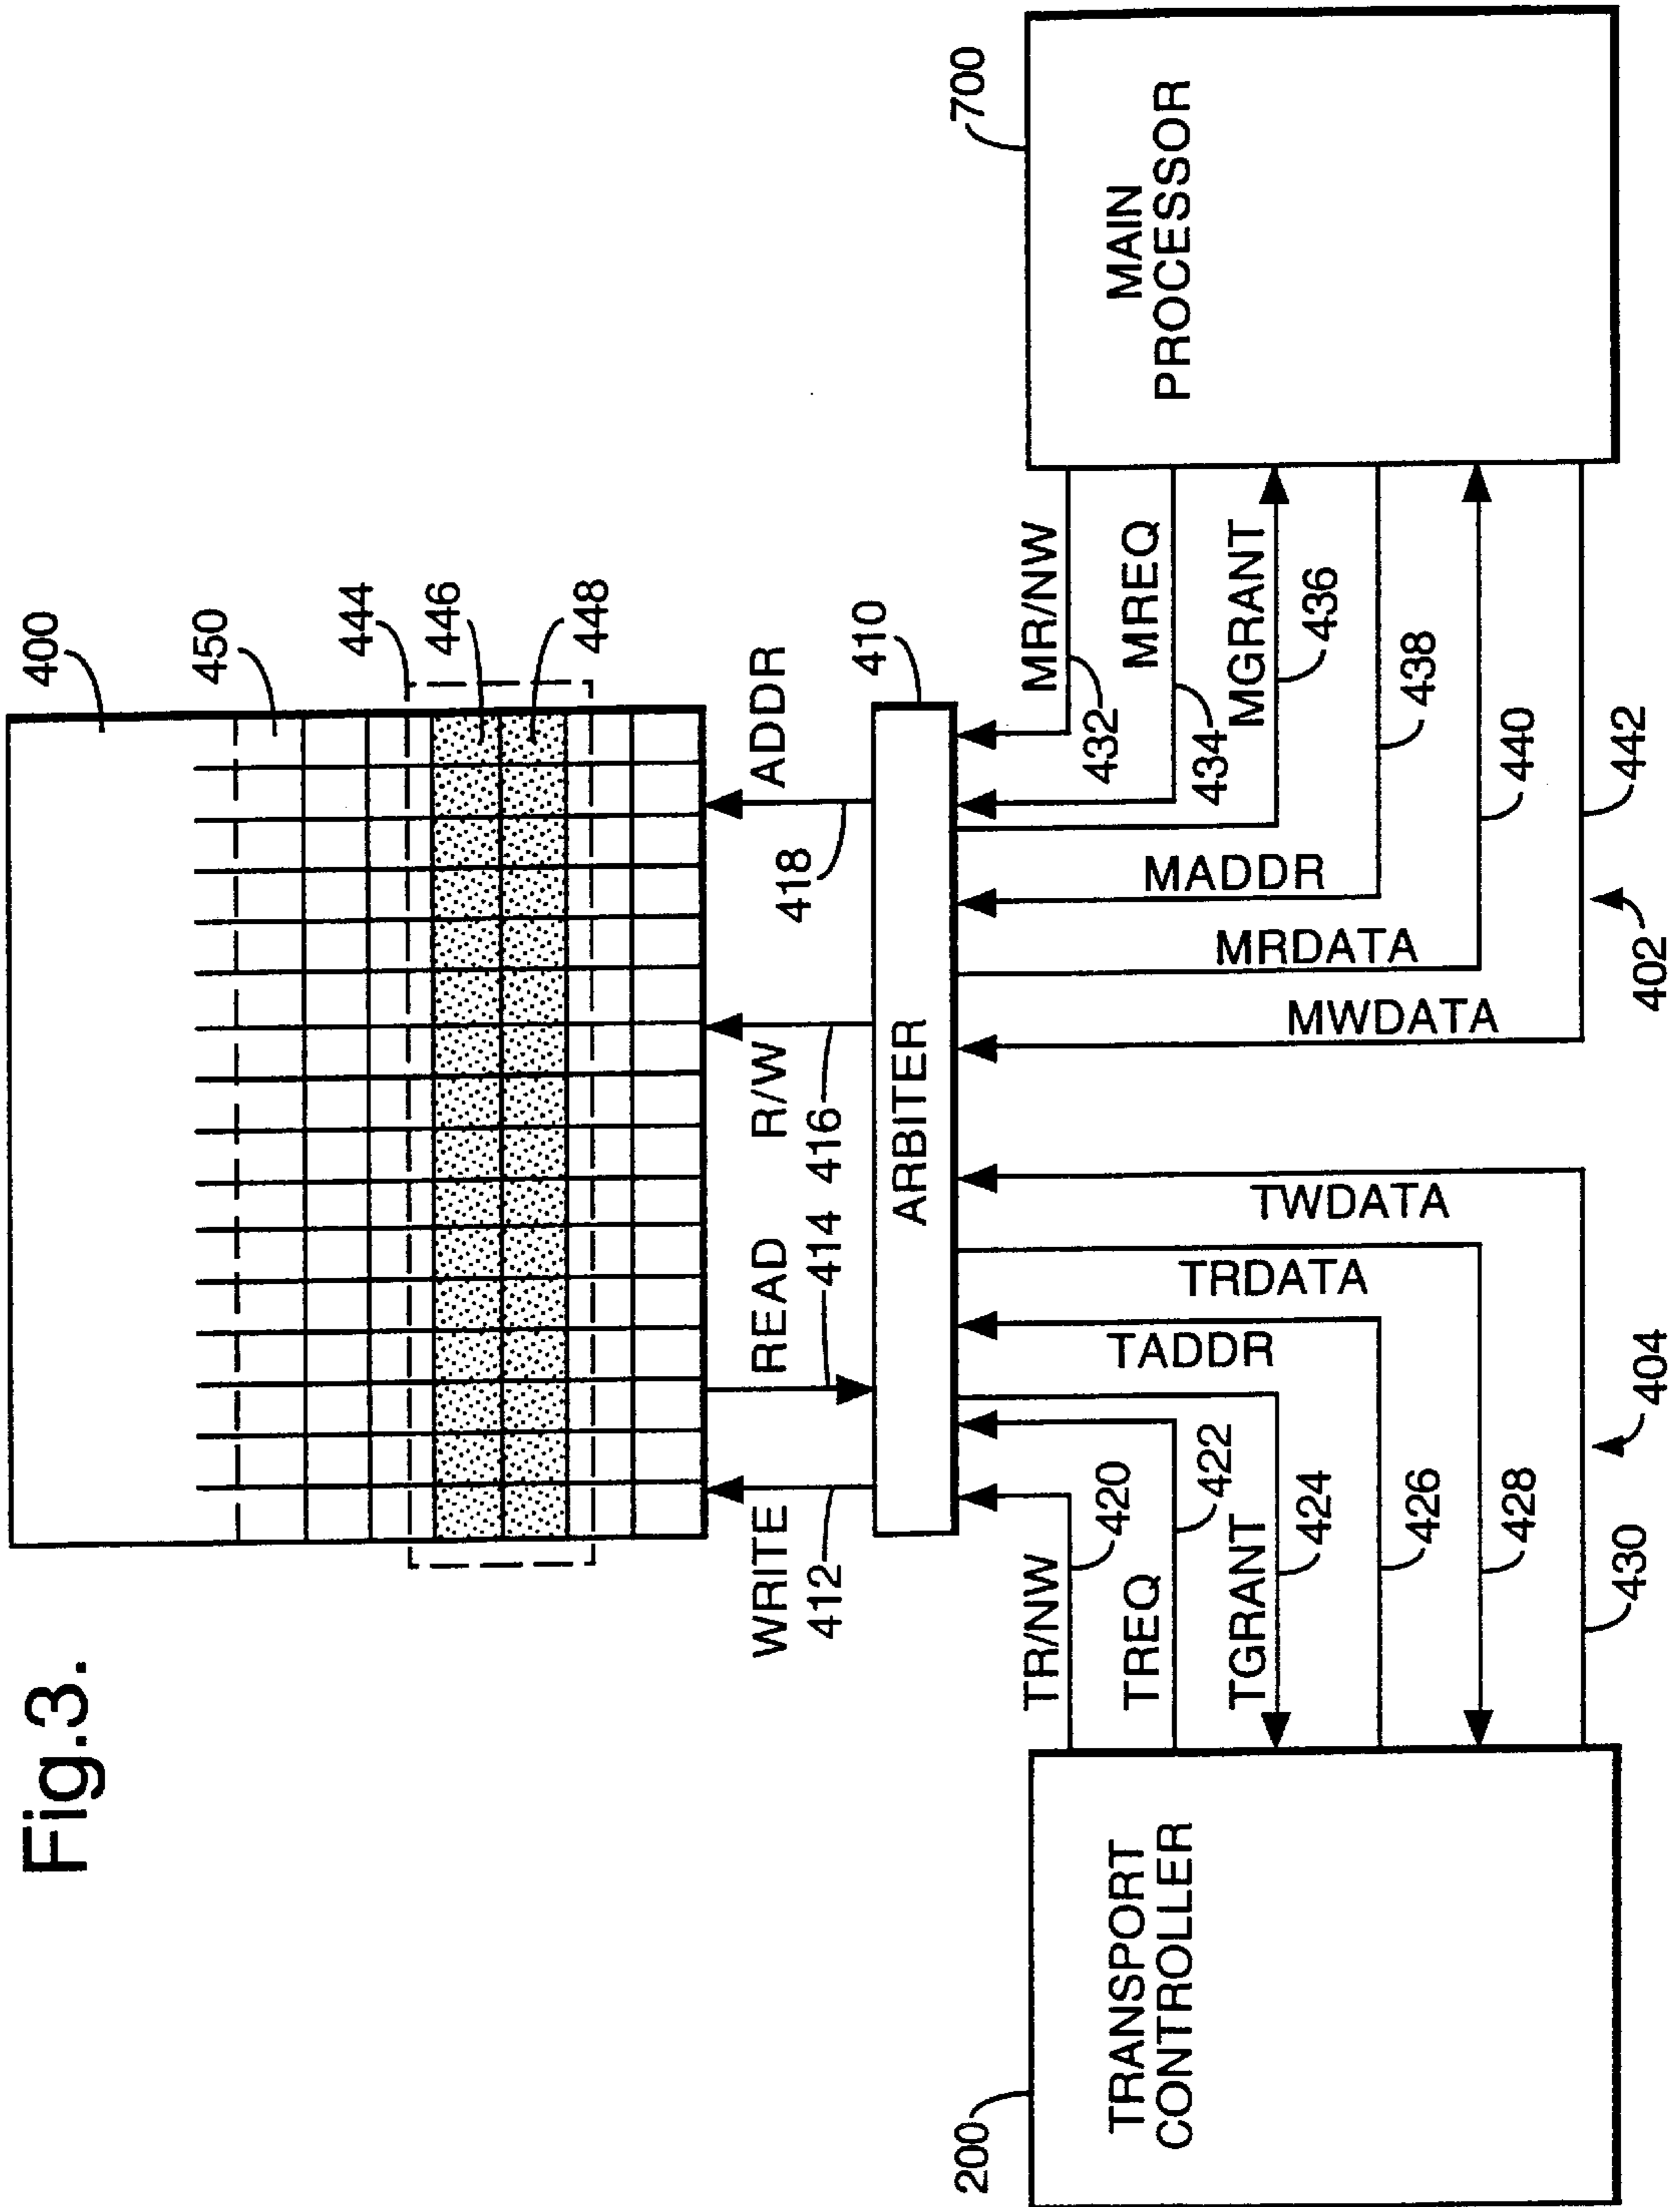 Fig.3.
400
450
444
446
448
WRITE
READ
R/W
ADDR
412
414
416
418
410
ARBITER
TR/NW
420
TREQ
422
TGRANT
424
TADDR
426
TRDATA
428
TWDATA
430
404
MR/NW
432
MREQ
434
MGRANT
436
MADDR
438
MRDATA
440
MWDATA
442
402
200
TRANSPORT
CONTROLLER
700
MAIN
PROCESSOR